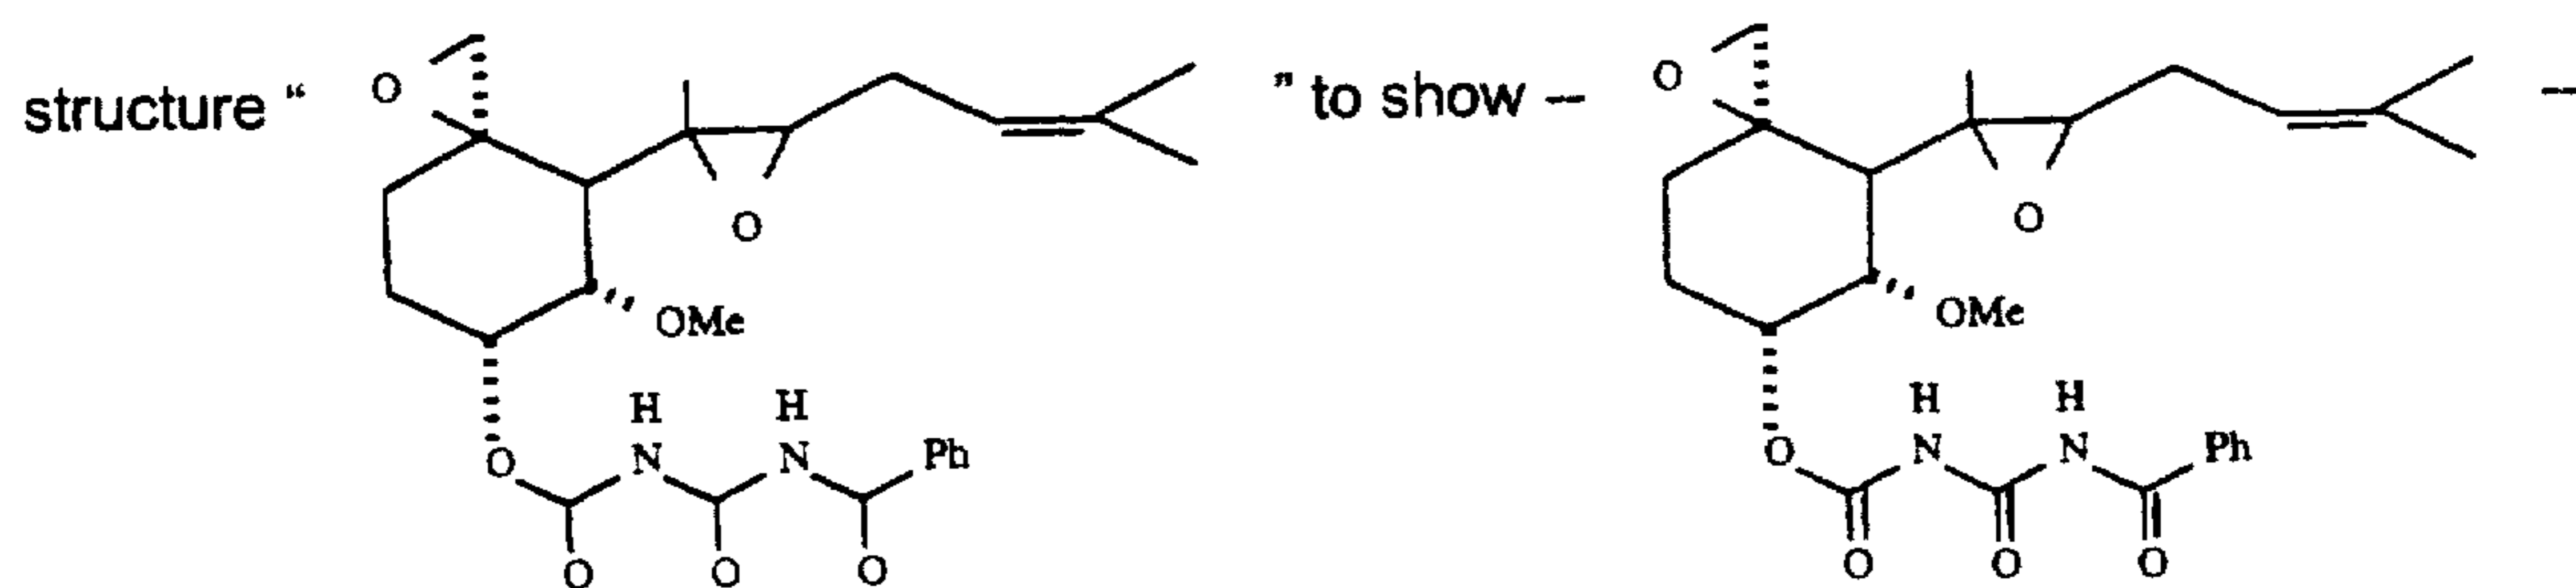 structure “ ” to show – –
O O
O O
OMe OMe
H H H H
O N N Ph O N N Ph
O O O O O O